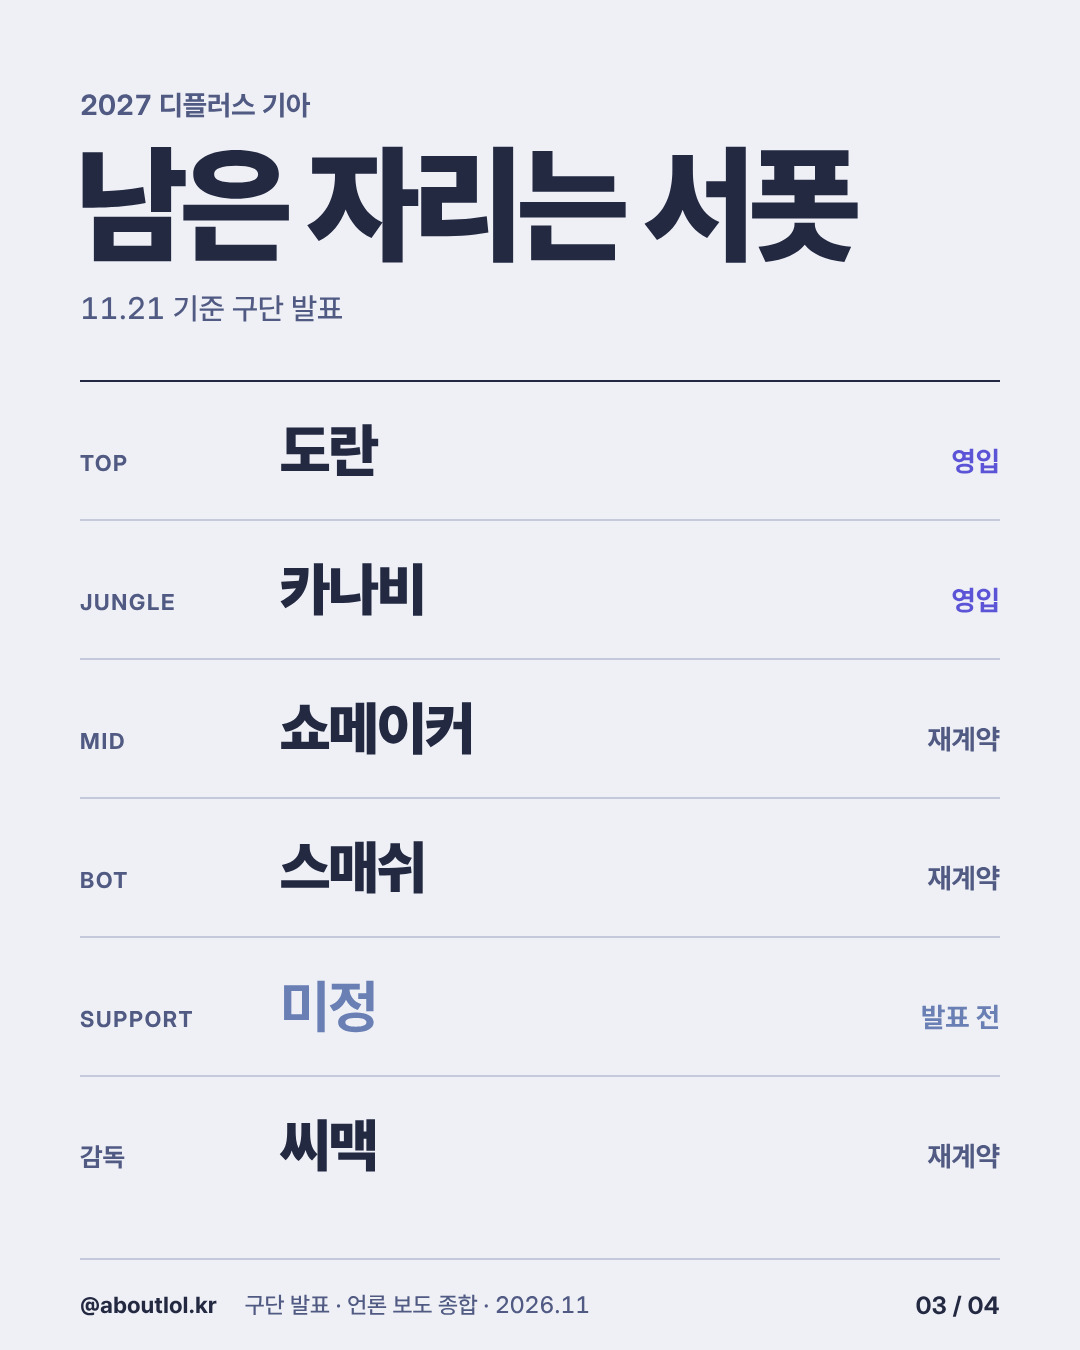 2027 디플러스 기아
남은 자리는 서폿
11.21 기준 구단 발표
TOP 도란 영입
JUNGLE 카나비 영입
MID 쇼메이커 재계약
BOT 스매쉬 재계약
SUPPORT 미정 발표 전
감독 씨맥 재계약
@aboutlol.kr 구단 발표 · 언론 보도 종합 · 2026.11 03 / 04